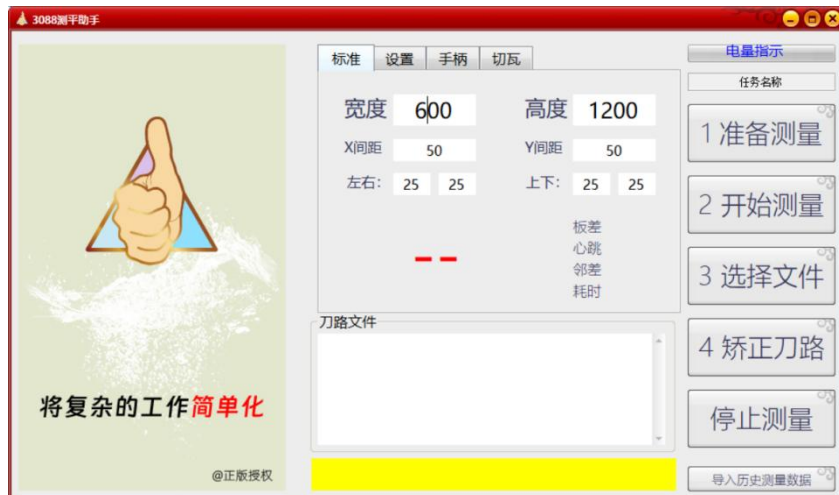 3088测平助手
标准 设置 手柄 切瓦
电量指示
任务名称
宽度 600 高度 1200
X间距 50 Y间距 50
左右: 25 25 上下: 25 25
--
板差
心跳
邻差
耗时
刀路文件
1 准备测量
2 开始测量
3 选择文件
4 矫正刀路
停止测量
导入历史测量数据
将复杂的工作简单化
@正版授权